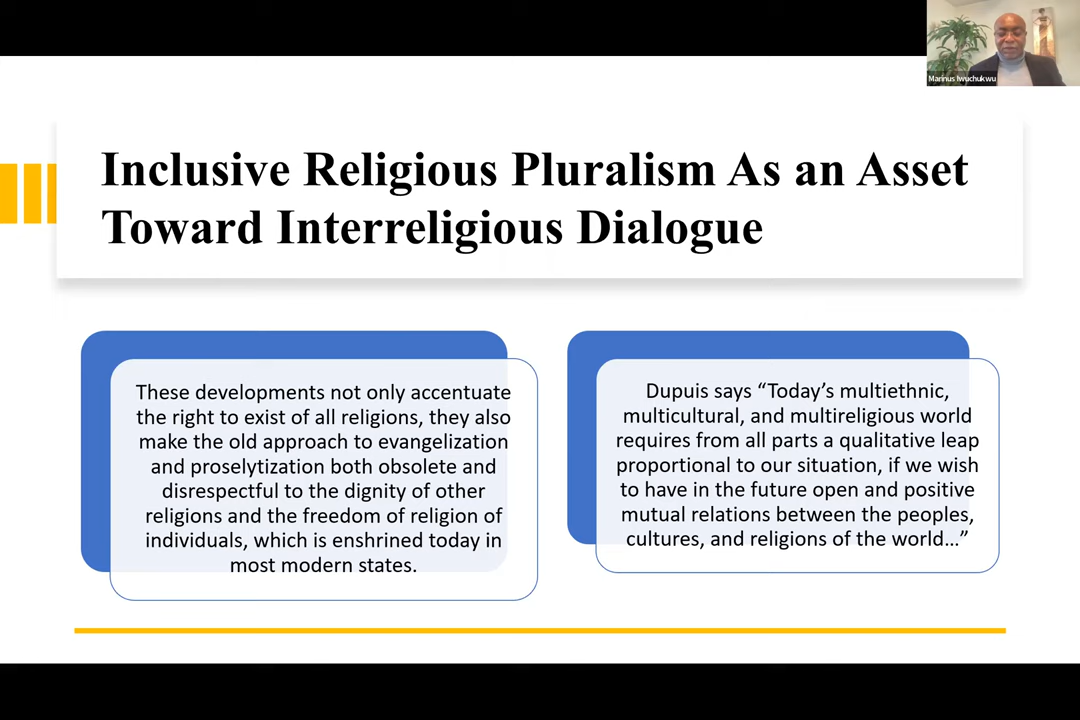 Marinus Iwuchukwu
Inclusive Religious Pluralism As an Asset
Toward Interreligious Dialogue
These developments not only accentuate
the right to exist of all religions, they also
make the old approach to evangelization
and proselytization both obsolete and
disrespectful to the dignity of other
religions and the freedom of religion of
individuals, which is enshrined today in
most modern states.
Dupuis says “Today’s multiethnic,
multicultural, and multireligious world
requires from all parts a qualitative leap
proportional to our situation, if we wish
to have in the future open and positive
mutual relations between the peoples,
cultures, and religions of the world…”